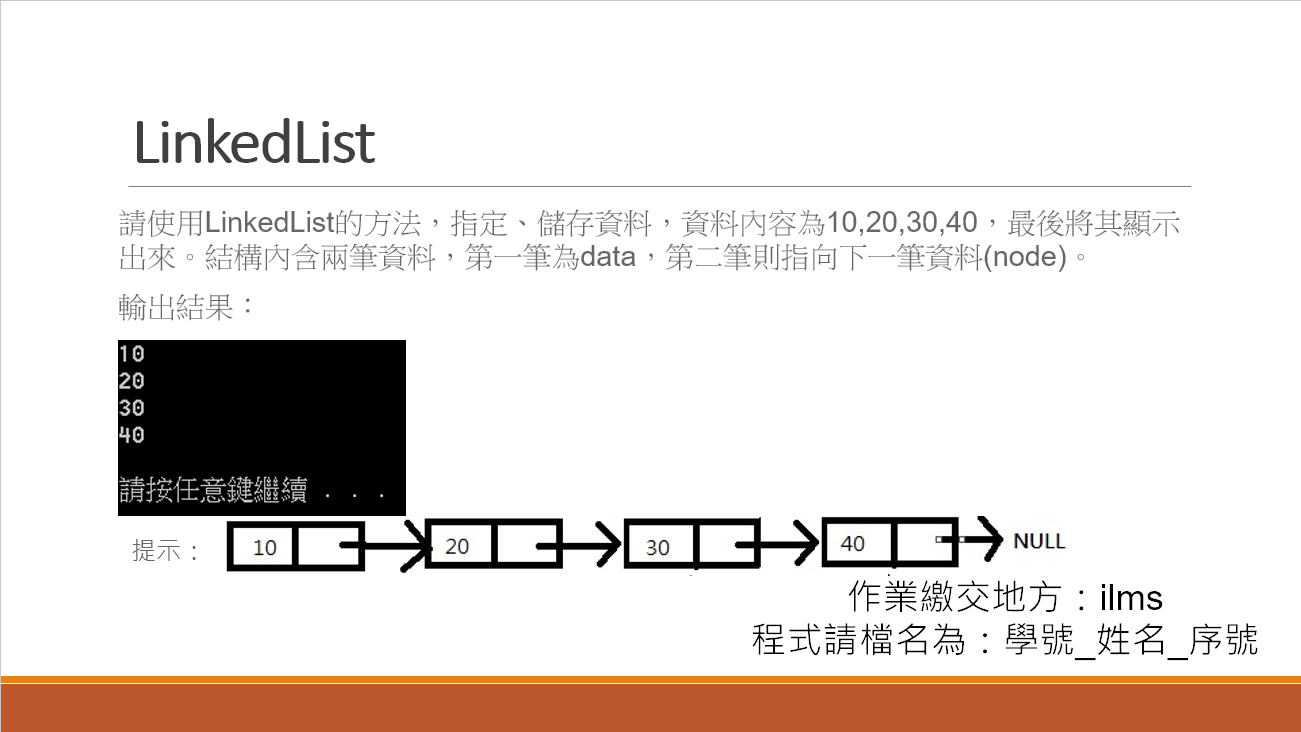 LinkedList
請使用LinkedList的方法，指定、儲存資料，資料內容為10,20,30,40，最後將其顯示
出來。結構內含兩筆資料，第一筆為data，第二筆則指向下一筆資料(node)。
輸出結果：
10
20
30
40
請按任意鍵繼續 . . .
提示： 10 20 30 40 NULL
作業繳交地方：ilms
程式請檔名為：學號_姓名_序號